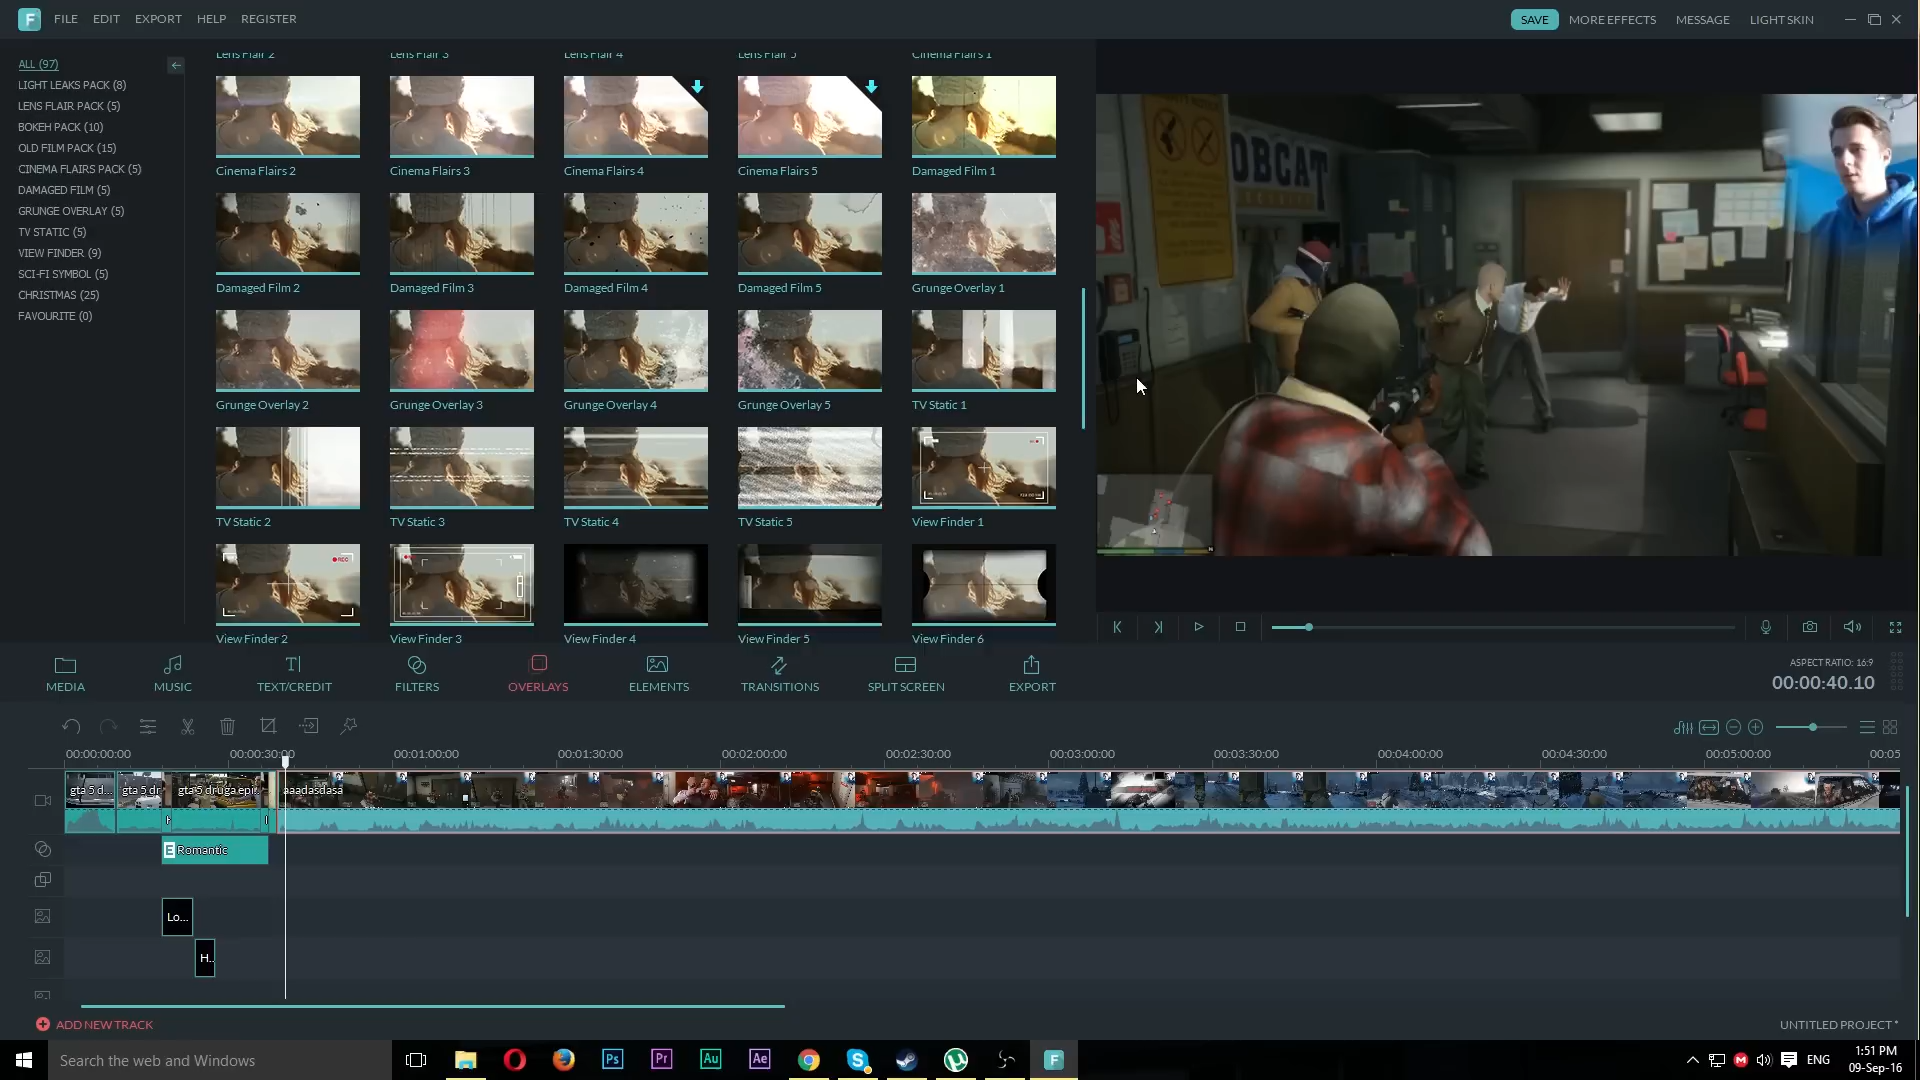 FILE EDIT EXPORT HELP REGISTER
SAVE MORE EFFECTS MESSAGE LIGHT SKIN
ALL (97)
LIGHT LEAKS PACK (8)
LENS FLAIR PACK (5)
BOKEH PACK (10)
OLD FILM PACK (15)
CINEMA FLAIRS PACK (5)
DAMAGED FILM (5)
GRUNGE OVERLAY (5)
TV STATIC (5)
VIEW FINDER (9)
SCI-FI SYMBOL (5)
CHRISTMAS (25)
FAVOURITE (0)
Lens Flair 2 Lens Flair 3 Lens Flair 4 Lens Flair 5 Cinema Flairs 1
Cinema Flairs 2 Cinema Flairs 3 Cinema Flairs 4 Cinema Flairs 5 Damaged Film 1
Damaged Film 2 Damaged Film 3 Damaged Film 4 Damaged Film 5 Grunge Overlay 1
Grunge Overlay 2 Grunge Overlay 3 Grunge Overlay 4 Grunge Overlay 5 TV Static 1
TV Static 2 TV Static 3 TV Static 4 TV Static 5 View Finder 1
REC
View Finder 2 View Finder 3 View Finder 4 View Finder 5 View Finder 6
OBCAT
SECURITY
MEDIA MUSIC TEXT/CREDIT FILTERS OVERLAYS ELEMENTS TRANSITIONS SPLIT SCREEN EXPORT
ASPECT RATIO: 16:9
00:00:40.10
00:00:00:00 00:00:30:00 00:01:00:00 00:01:30:00 00:02:00:00 00:02:30:00 00:03:00:00 00:03:30:00 00:04:00:00 00:04:30:00 00:05:00:00 00:05
gta 5 d... gta 5 dr gta 5 druga epi aaadasdasa
E Romantic
Lo...
H..
ADD NEW TRACK
UNTITLED PROJECT *
Search the web and Windows
Ps Pr Au Ae
ENG
1:51 PM
09-Sep-16